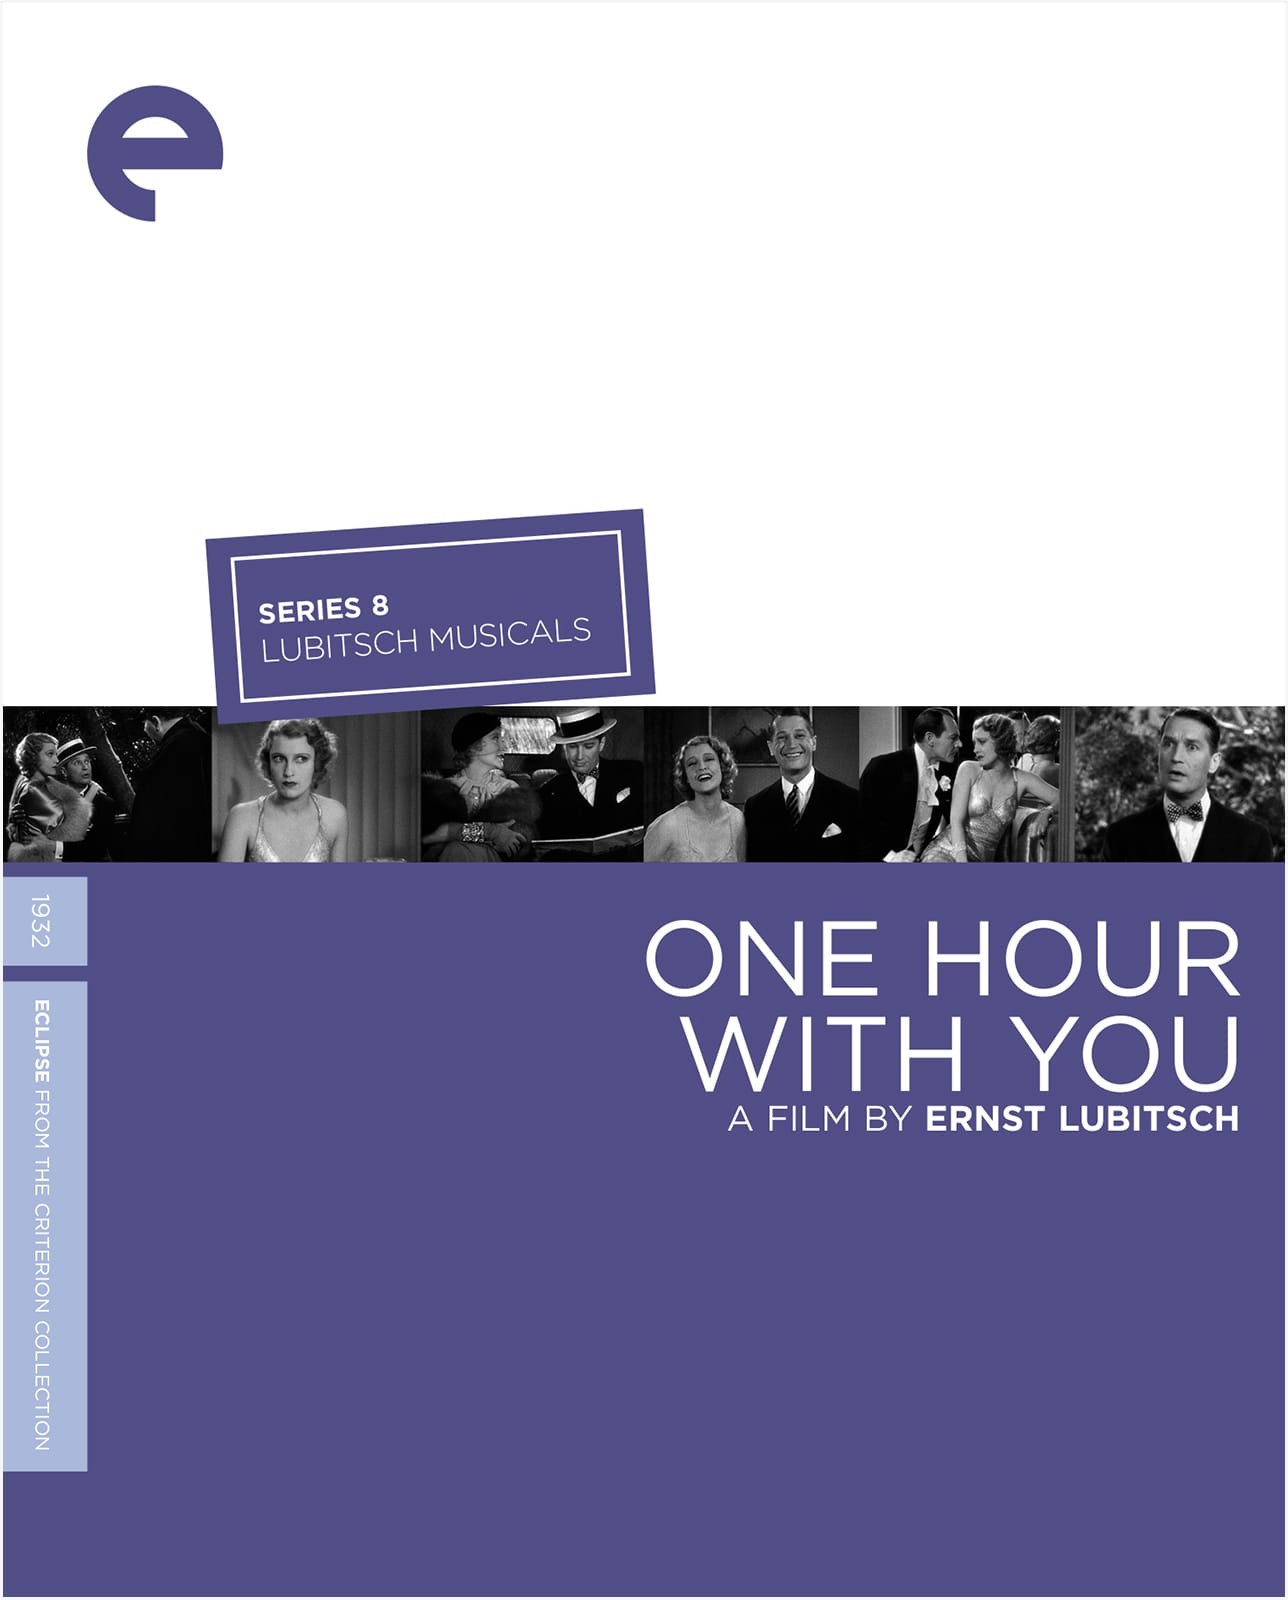 e
SERIES 8
LUBITSCH MUSICALS
1932
ECLIPSE FROM THE CRITERION COLLECTION
ONE HOUR
WITH YOU
A FILM BY ERNST LUBITSCH